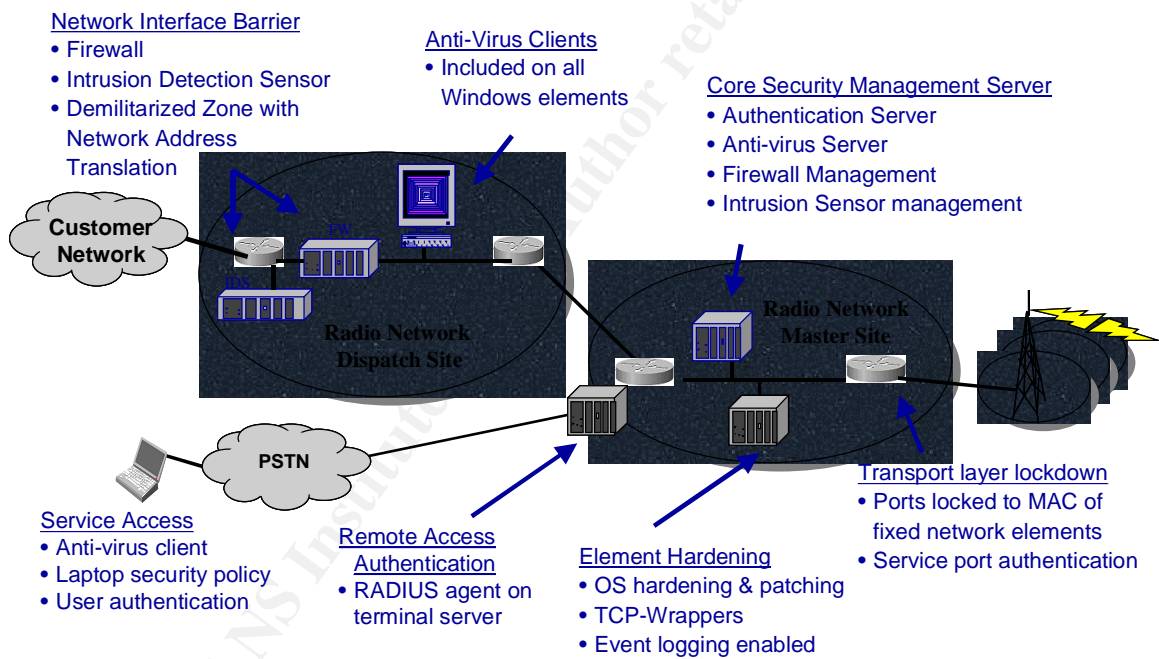 Network Interface Barrier
• Firewall
• Intrusion Detection Sensor
• Demilitarized Zone with
Network Address
Translation
Anti-Virus Clients
• Included on all
Windows elements
Core Security Management Server
• Authentication Server
• Anti-virus Server
• Firewall Management
• Intrusion Sensor management
Customer
Network
FW
IDS
Radio Network
Dispatch Site
Radio Network
Master Site
PSTN
Service Access
• Anti-virus client
• Laptop security policy
• User authentication
Remote Access
Authentication
• RADIUS agent on
terminal server
Element Hardening
• OS hardening & patching
• TCP-Wrappers
• Event logging enabled
Transport layer lockdown
• Ports locked to MAC of
fixed network elements
• Service port authentication
NS Institute
Author reta